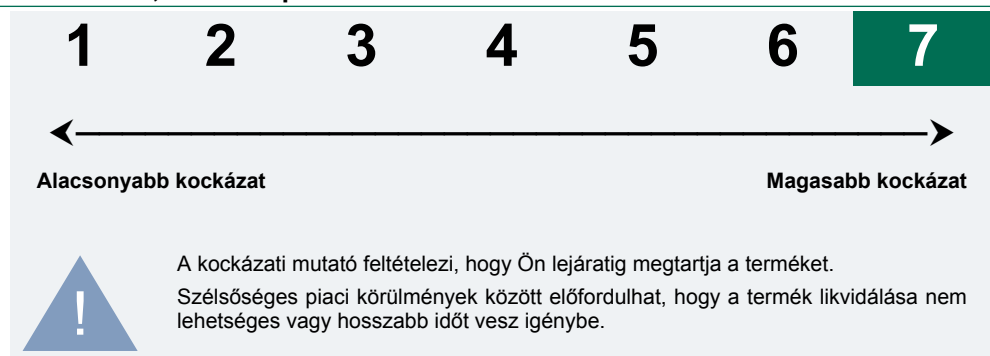 1 2 3 4 5 6 7
Alacsonyabb kockázat Magasabb kockázat
A kockázati mutató feltételezi, hogy Ön lejáratig megtartja a terméket.
Szélsőséges piaci körülmények között előfordulhat, hogy a termék likvidálása nem
lehetséges vagy hosszabb időt vesz igénybe.
!